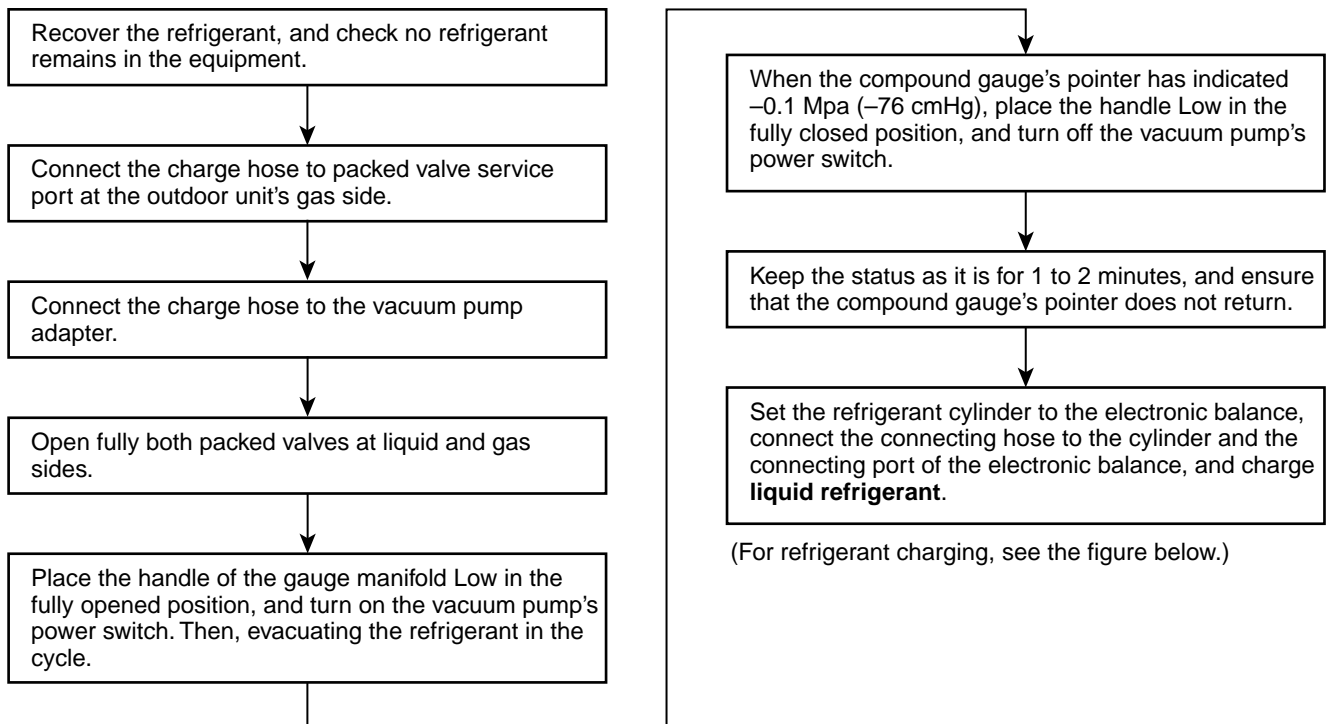 Recover the refrigerant, and check no refrigerant
remains in the equipment.
Connect the charge hose to packed valve service
port at the outdoor unit’s gas side.
Connect the charge hose to the vacuum pump
adapter.
Open fully both packed valves at liquid and gas
sides.
Place the handle of the gauge manifold Low in the
fully opened position, and turn on the vacuum pump’s
power switch. Then, evacuating the refrigerant in the
cycle.
When the compound gauge’s pointer has indicated
–0.1 Mpa (–76 cmHg), place the handle Low in the
fully closed position, and turn off the vacuum pump’s
power switch.
Keep the status as it is for 1 to 2 minutes, and ensure
that the compound gauge’s pointer does not return.
Set the refrigerant cylinder to the electronic balance,
connect the connecting hose to the cylinder and the
connecting port of the electronic balance, and charge
liquid refrigerant.
(For refrigerant charging, see the figure below.)